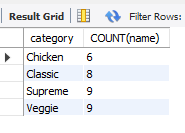 Result Grid Filter Rows:
category COUNT(name)
Chicken 6
Classic 8
Supreme 9
Veggie 9